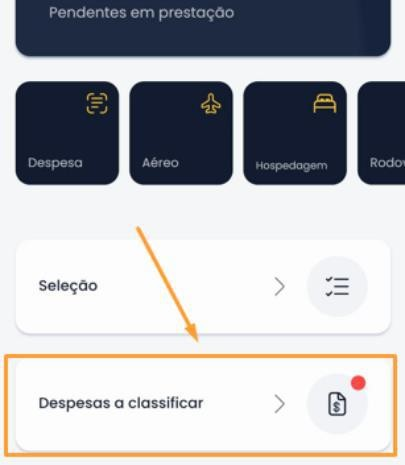 Pendentes em prestação
Despesa
Aéreo
Hospedagem
Seleção
Despesas a classificar